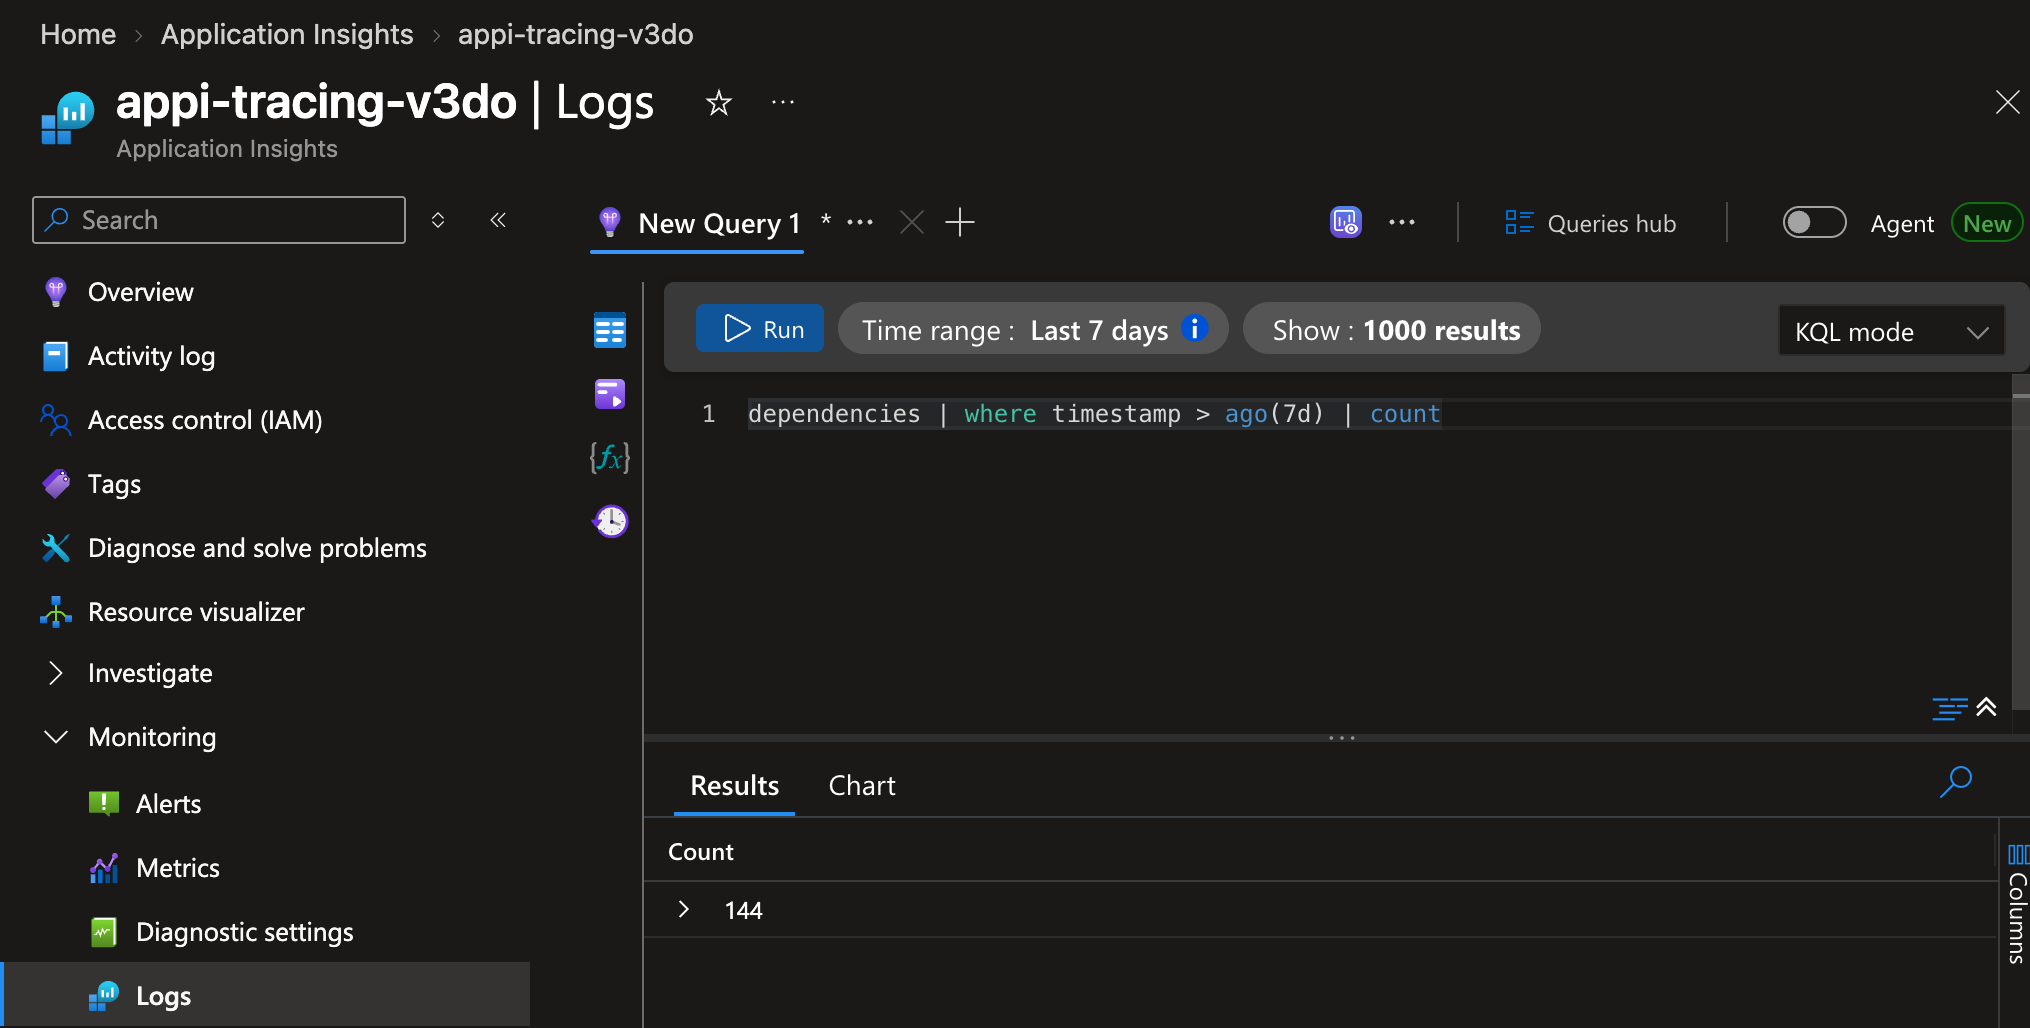 Home > Application Insights > appi-tracing-v3do
appi-tracing-v3do | Logs
Application Insights
Search
Overview
Activity log
Access control (IAM)
Tags
Diagnose and solve problems
Resource visualizer
Investigate
Monitoring
Alerts
Metrics
Diagnostic settings
Logs
New Query 1 *
Queries hub
Agent New
Run
Time range : Last 7 days
Show : 1000 results
KQL mode
1 dependencies | where timestamp > ago(7d) | count
Results Chart
Count
144
Columns